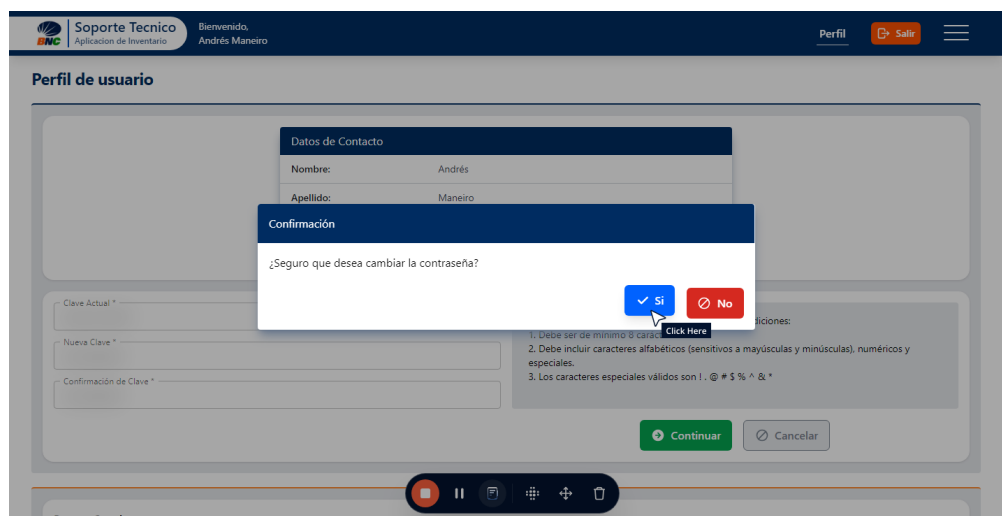 BNC
Soporte Tecnico
Aplicacion de Inventario
Bienvenido,
Andrés Maneiro
Perfil
Salir
Perfil de usuario
Datos de Contacto
Nombre: Andrés
Apellido: Maneiro
Confirmación
¿Seguro que desea cambiar la contraseña?
Si
No
Click Here
Clave Actual *
Nueva Clave *
Confirmación de Clave *
diciones:
1. Debe ser de mínimo 8 carac
2. Debe incluir caracteres alfabéticos (sensitivos a mayúsculas y minúsculas), numéricos y
especiales.
3. Los caracteres especiales válidos son ! . @ # $ % ^ & *
Continuar
Cancelar